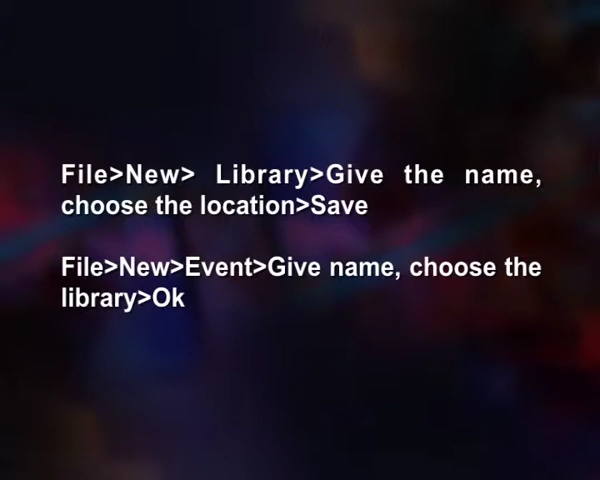 File>New> Library>Give the name,
choose the location>Save
File>New>Event>Give name, choose the
library>Ok